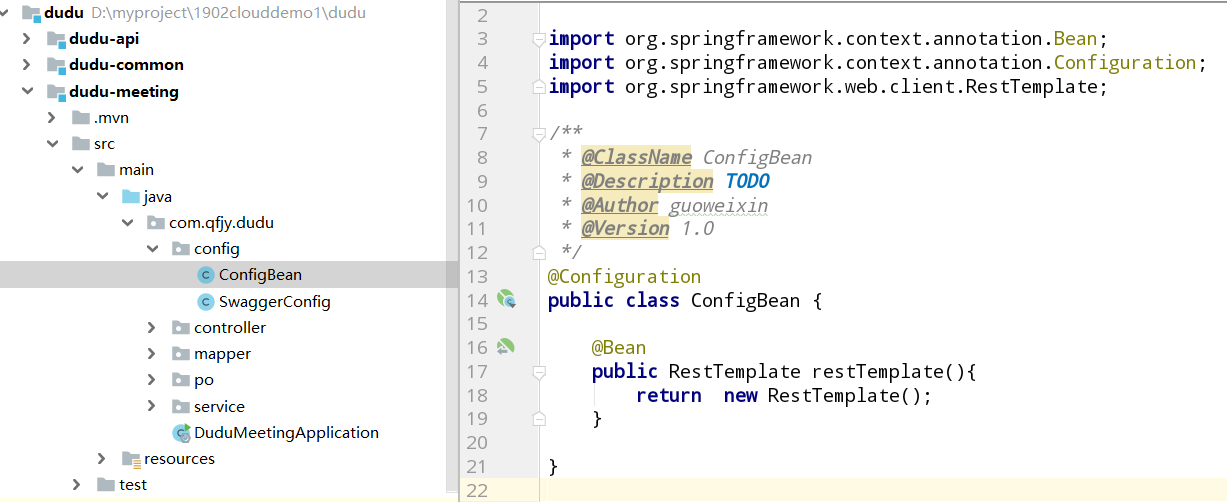 dudu D:\myproject\1902clouddemo1\dudu
dudu-api
dudu-common
dudu-meeting
.mvn
src
main
java
com.qfjy.dudu
config
ConfigBean
SwaggerConfig
controller
mapper
po
service
DuduMeetingApplication
resources
test
2
3 import org.springframework.context.annotation.Bean;
4 import org.springframework.context.annotation.Configuration;
5 import org.springframework.web.client.RestTemplate;
6
7 /**
8 * @ClassName ConfigBean
9 * @Description TODO
10 * @Author guoweixin
11 * @Version 1.0
12 */
13 @Configuration
14 public class ConfigBean {
15
16 @Bean
17 public RestTemplate restTemplate(){
18 return  new RestTemplate();
19 }
20
21 }
22